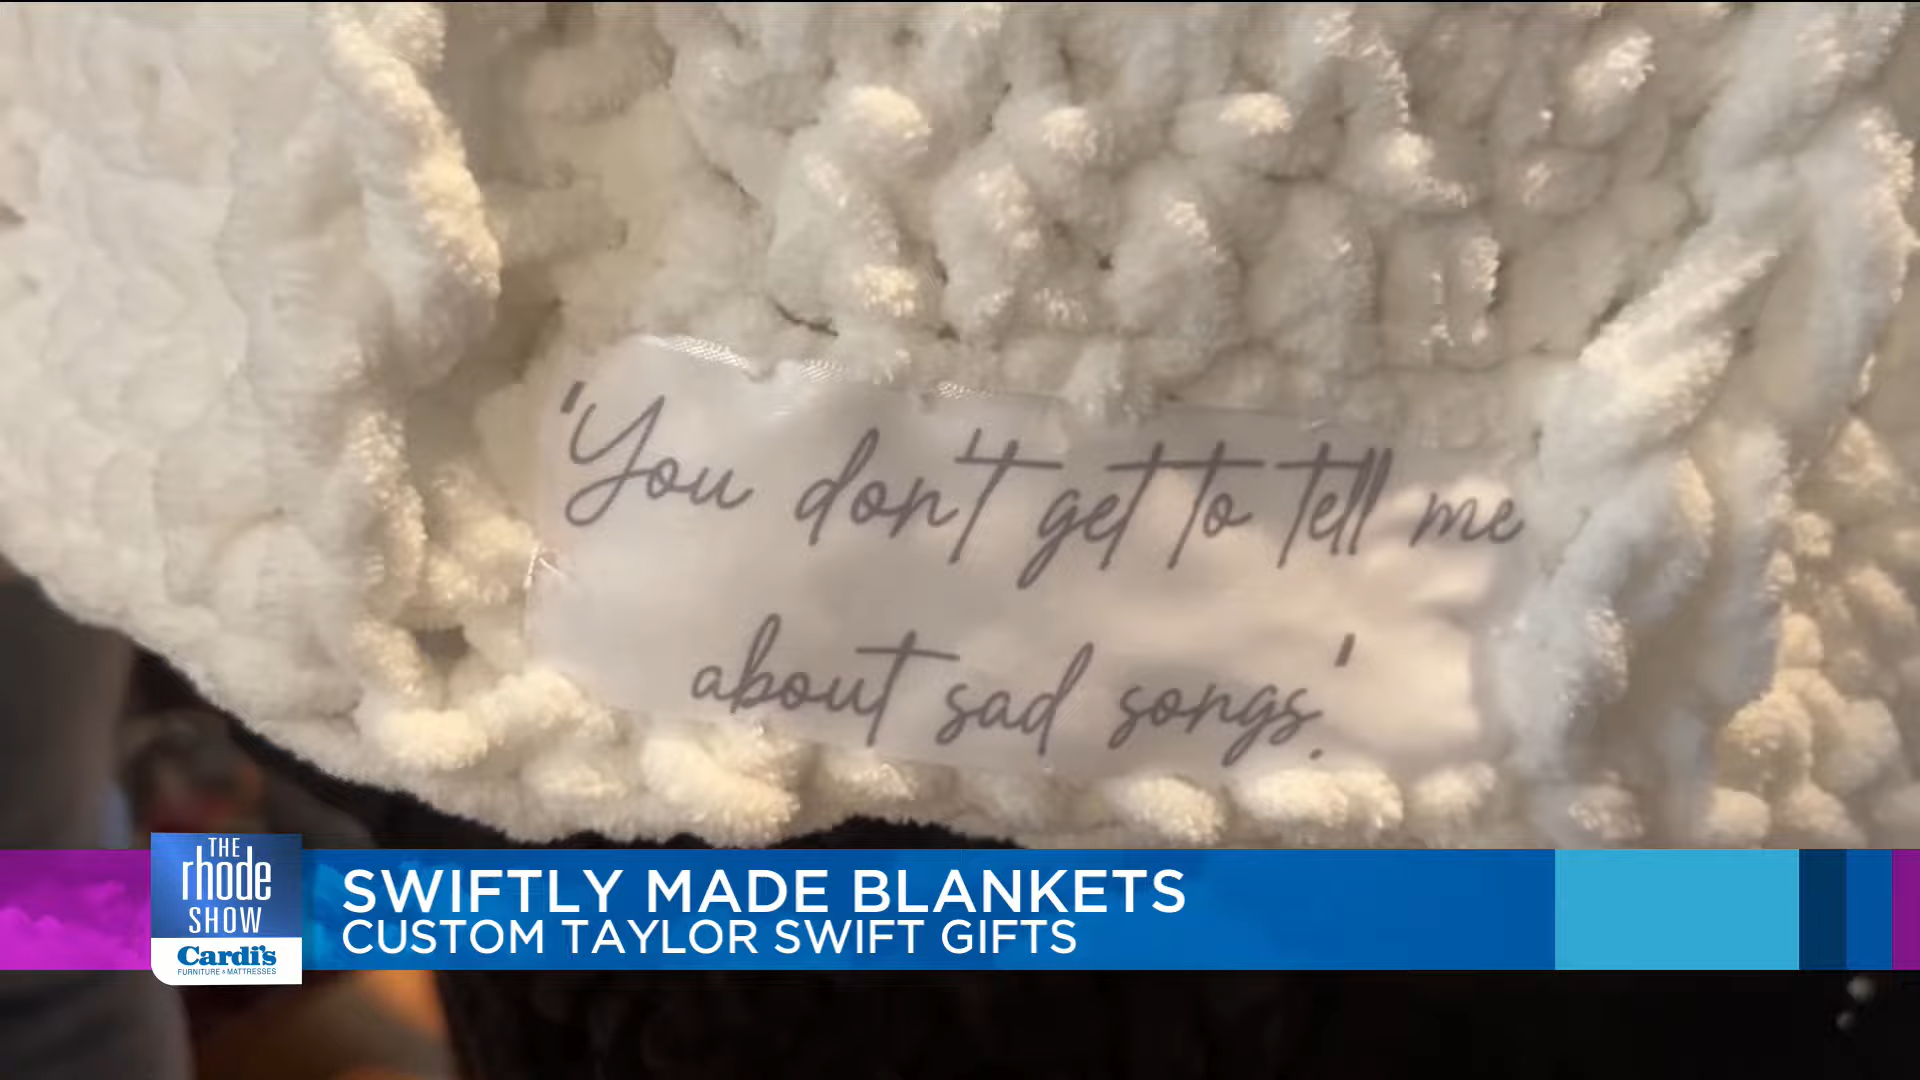 'You don't get to tell me
about sad songs.'
THE
rhode
SHOW
Cardi's
FURNITURE & MATTRESSES
SWIFTLY MADE BLANKETS
CUSTOM TAYLOR SWIFT GIFTS